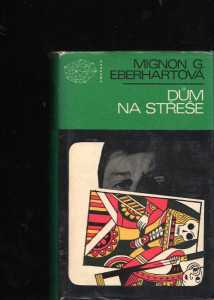 MIGNON G.
EBERHARTOVÁ
DŮM
NA STŘEŠE